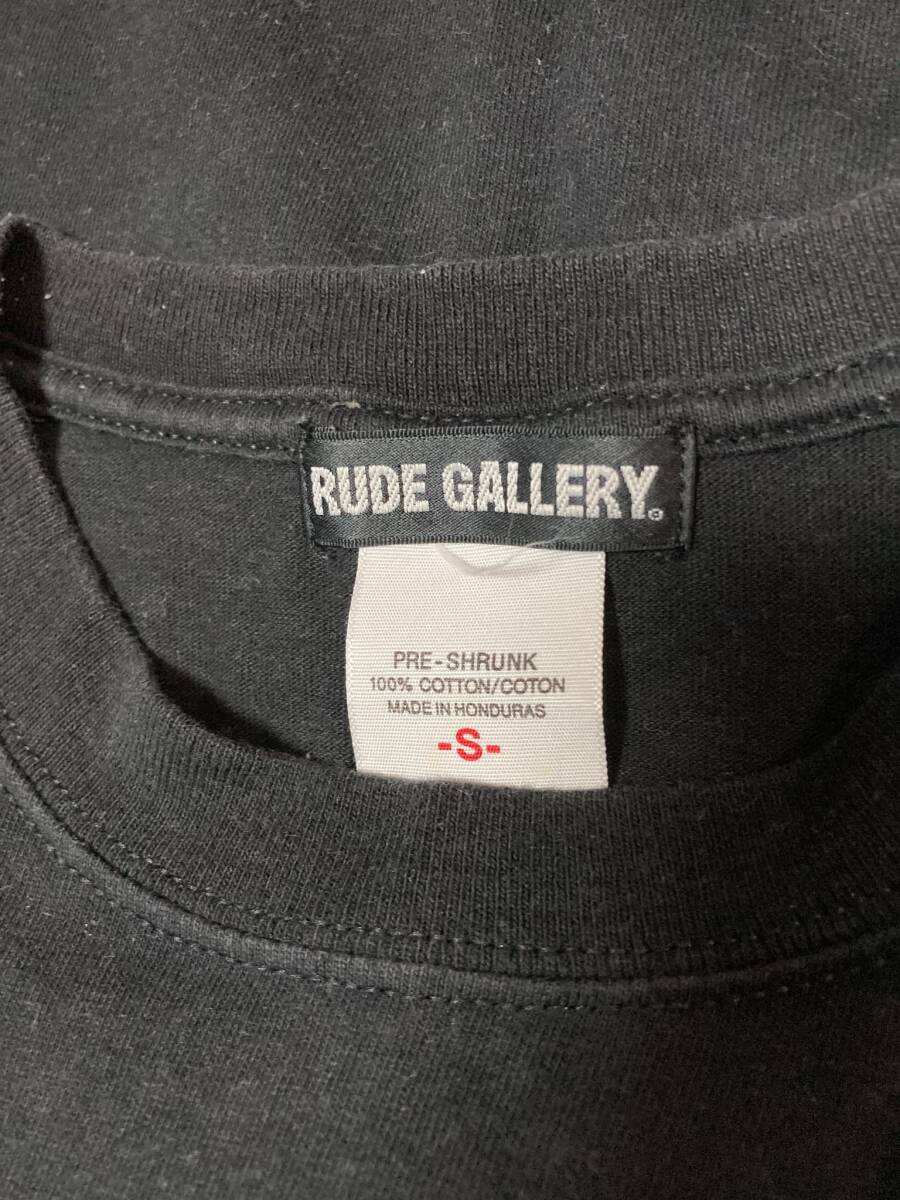 RUDE GALLERY®
PRE-SHRUNK
100% COTTON/COTON
MADE IN HONDURAS
-S-